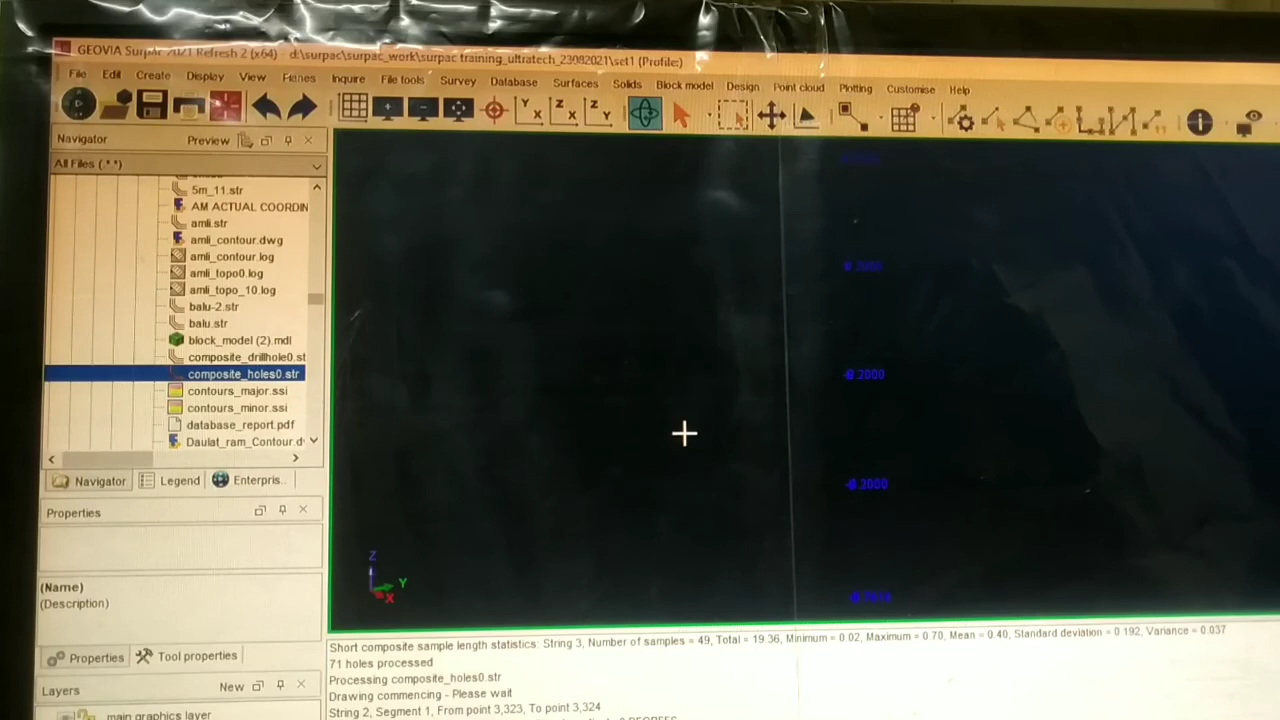 GEOVIA Surpac 2021 Refresh 2 (x64) - d:\surpac\surpac_work\surpac training_ultratech_23082021\set1 (Profile:)
File Edit Create Display View Planes Inquire File tools Survey Database Surfaces Solids Block model Design Point cloud Plotting Customise Help
Navigator Preview
All Files (*.*)
5m_11.str
AM ACTUAL COORDIN
amli.str
amli_contour.dwg
amli_contour.log
amli_topo0.log
amli_topo_10.log
balu-2.str
balu.str
block_model (2).mdl
composite_drillhole0.st
composite_holes0.str
contours_major.ssi
contours_minor.ssi
database_report.pdf
Daulat_ram_Contour.d
Navigator Legend Enterpris..
Properties
(Name)
(Description)
Properties Tool properties
Layers New
main graphics layer
Z
Y
X
Short composite sample length statistics: String 3, Number of samples = 49, Total = 19.36, Minimum = 0.02, Maximum = 0.70, Mean = 0.40, Standard deviation = 0.192, Variance = 0.037
71 holes processed
Processing composite_holes0.str
Drawing commencing - Please wait
String 2, Segment 1, From point 3,323, To point 3,324